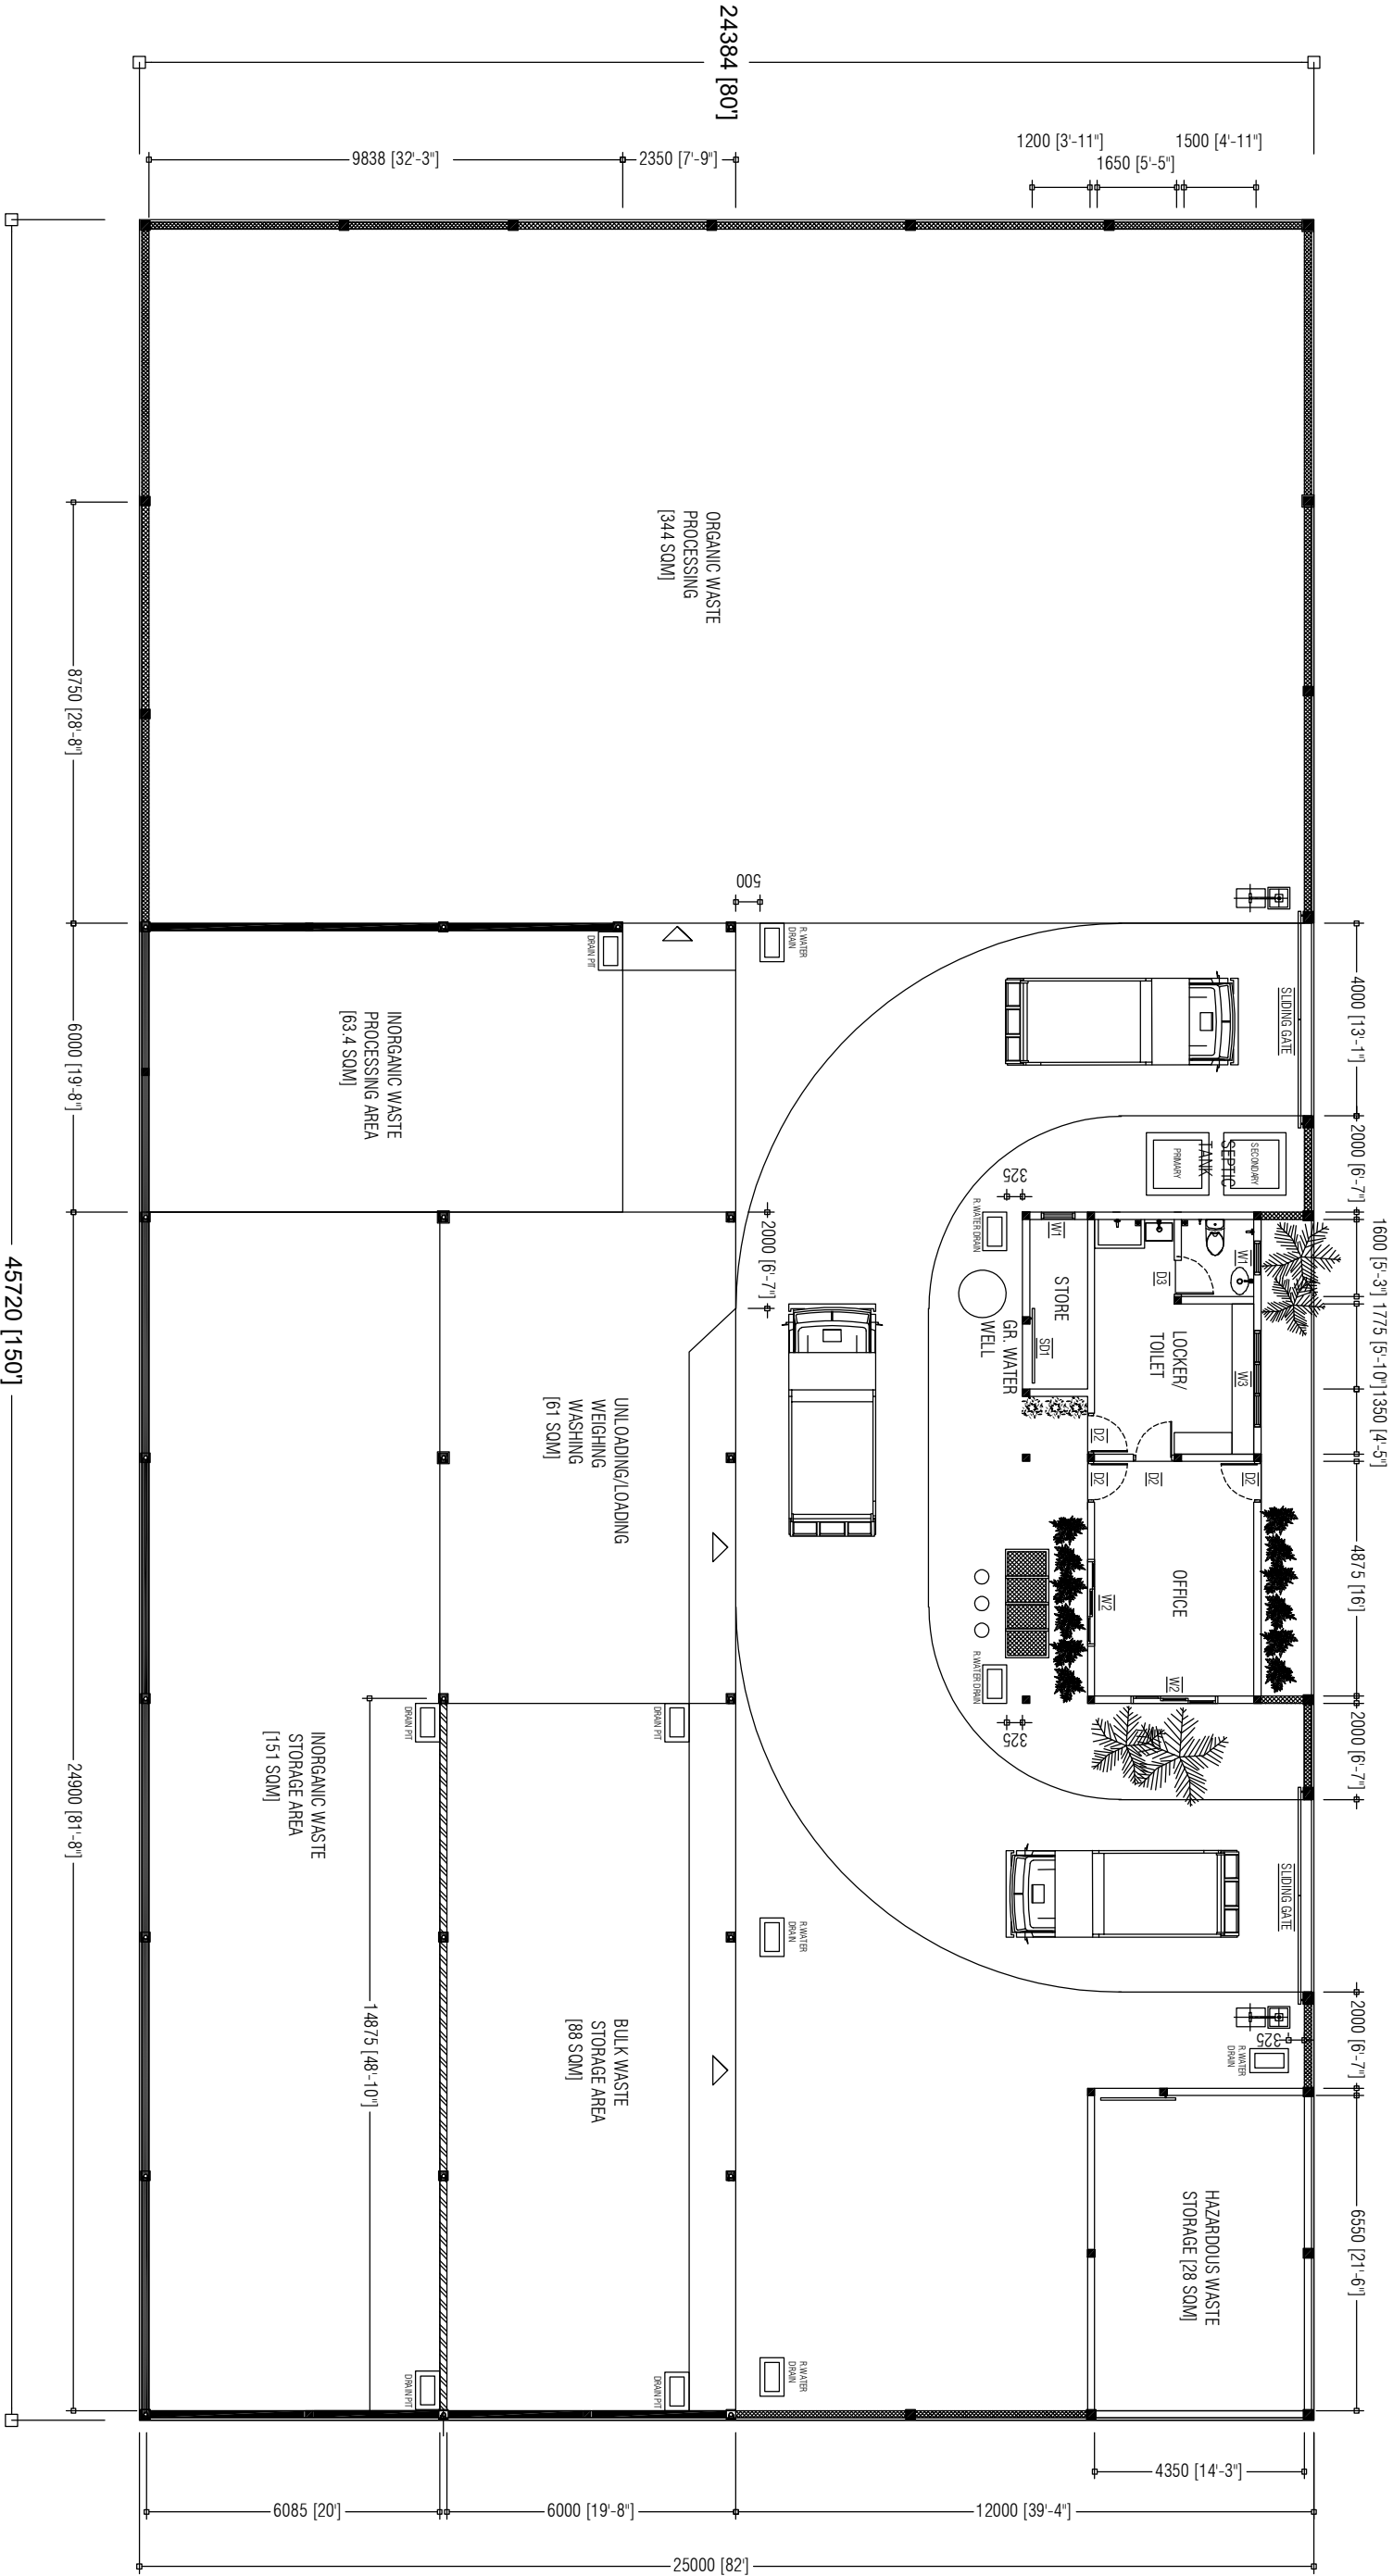 24384 [80']
9838 [32'-3"]
2350 [7'-9"]
1200 [3'-11"]
1650 [5'-5"]
1500 [4'-11"]
ORGANIC WASTE
PROCESSING
[344 SQM]
8750 [28'-8"]
6000 [19'-8"]
24900 [81'-8"]
45720 [150']
500
R.WATER
DRAIN
DRAIN PIT
INORGANIC WASTE
PROCESSING AREA
[63.4 SQM]
SLIDING GATE
4000 [13'-1"]
2000 [6'-7"]
SEPTIC
TANK
SECONDARY
PRIMARY
325
R.WATER DRAIN
W1
STORE
SD1
GR. WATER
WELL
2000 [6'-7"]
W1
D3
LOCKER/
TOILET
W3
1600 [5'-3"]
1775 [5'-10"]
1350 [4'-5"]
D2
D2
D2
D2
OFFICE
W2
W2
4875 [16']
R.WATER DRAIN
325
2000 [6'-7"]
UNLOADING/LOADING
WEIGHING
WASHING
[61 SQM]
DRAIN PIT
DRAIN PIT
INORGANIC WASTE
STORAGE AREA
[151 SQM]
14875 [48'-10"]
BULK WASTE
STORAGE AREA
[88 SQM]
R.WATER
DRAIN
SLIDING GATE
2000 [6'-7"]
325
R.WATER
DRAIN
HAZARDOUS WASTE
STORAGE [28 SQM]
6550 [21'-6"]
R.WATER
DRAIN
DRAIN PIT
DRAIN PIT
4350 [14'-3"]
6085 [20']
6000 [19'-8"]
12000 [39'-4"]
25000 [82']